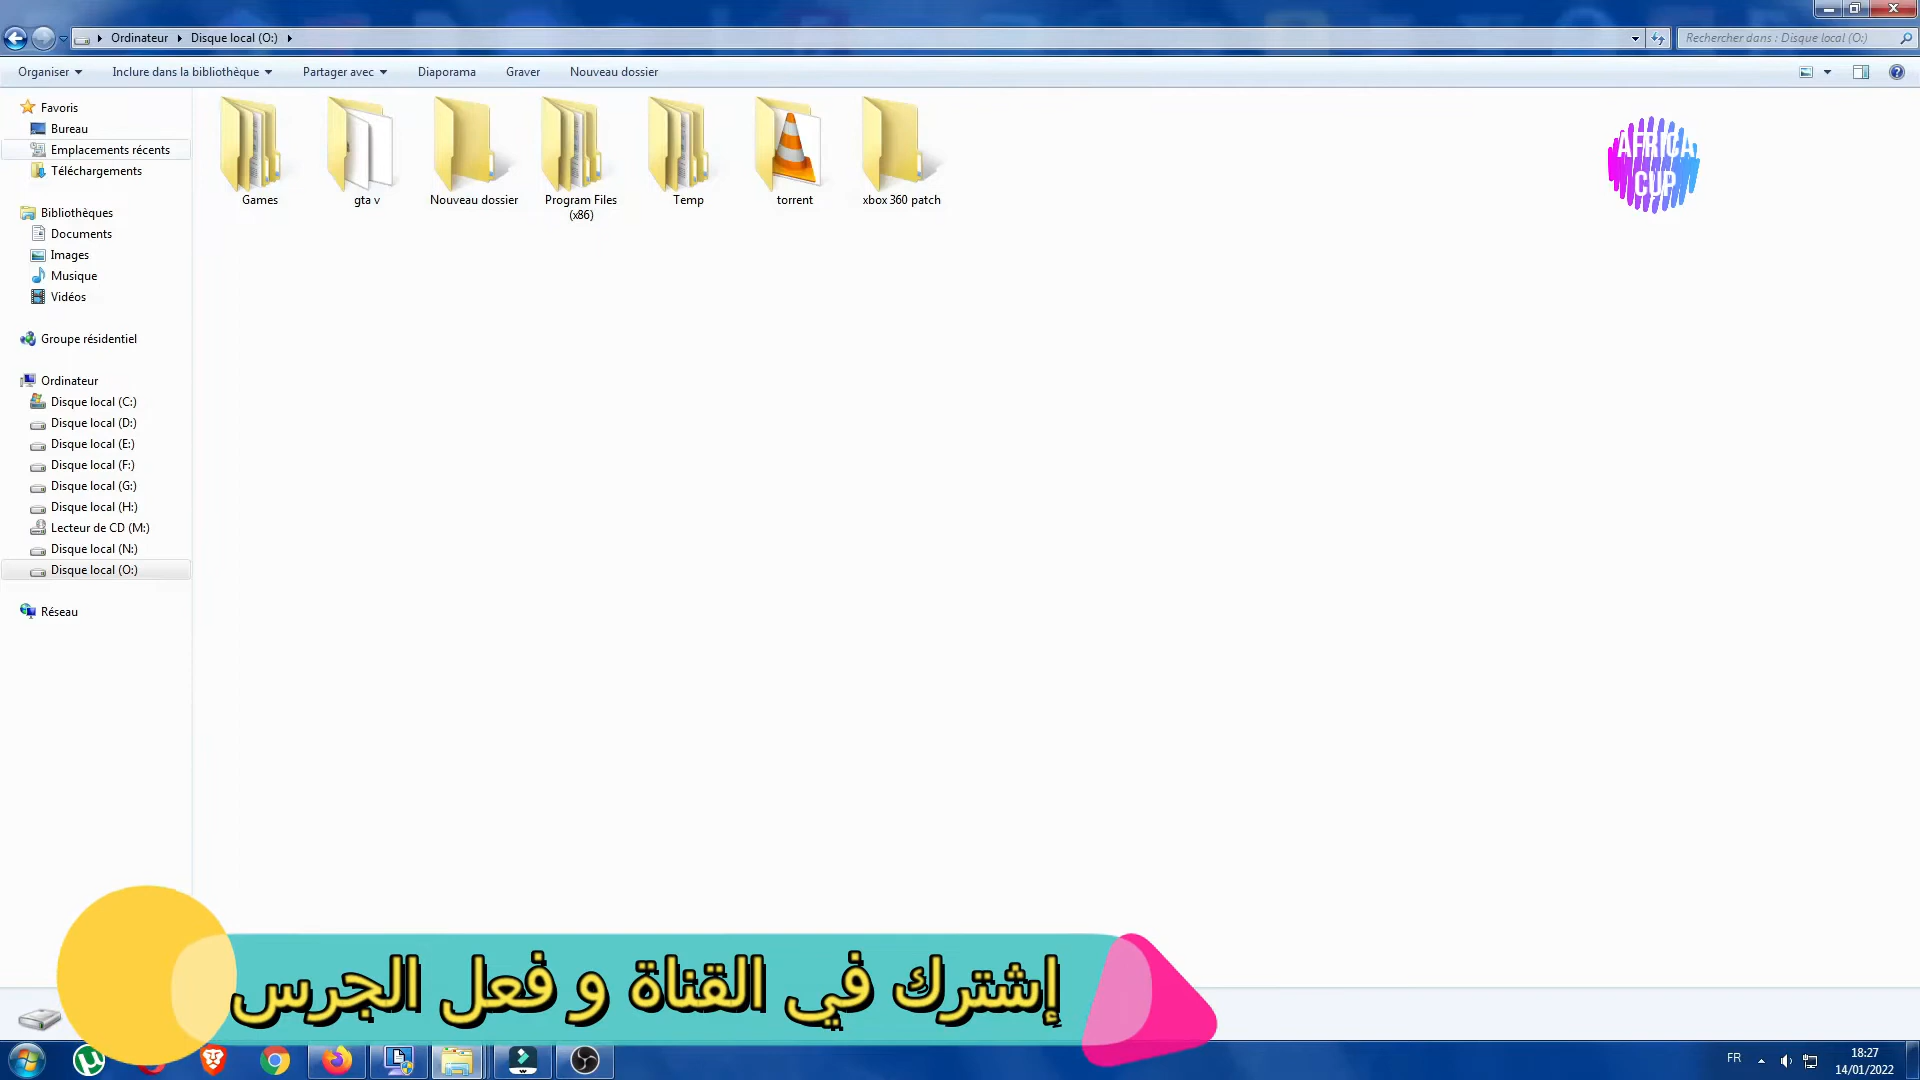 Ordinateur
Disque local (O:)
Rechercher dans : Disque local (O:)
Organiser
Inclure dans la bibliothèque
Partager avec
Diaporama
Graver
Nouveau dossier
Favoris
Bureau
Emplacements récents
Téléchargements
Bibliothèques
Documents
Images
Musique
Vidéos
Groupe résidentiel
Ordinateur
Disque local (C:)
Disque local (D:)
Disque local (E:)
Disque local (F:)
Disque local (G:)
Disque local (H:)
Lecteur de CD (M:)
Disque local (N:)
Disque local (O:)
Réseau
Games
gta v
Nouveau dossier
Program Files
(x86)
Temp
torrent
xbox 360 patch
AFRICA
CUP
إشترك في القناة و فعل الجرس
FR
18:27
14/01/2022